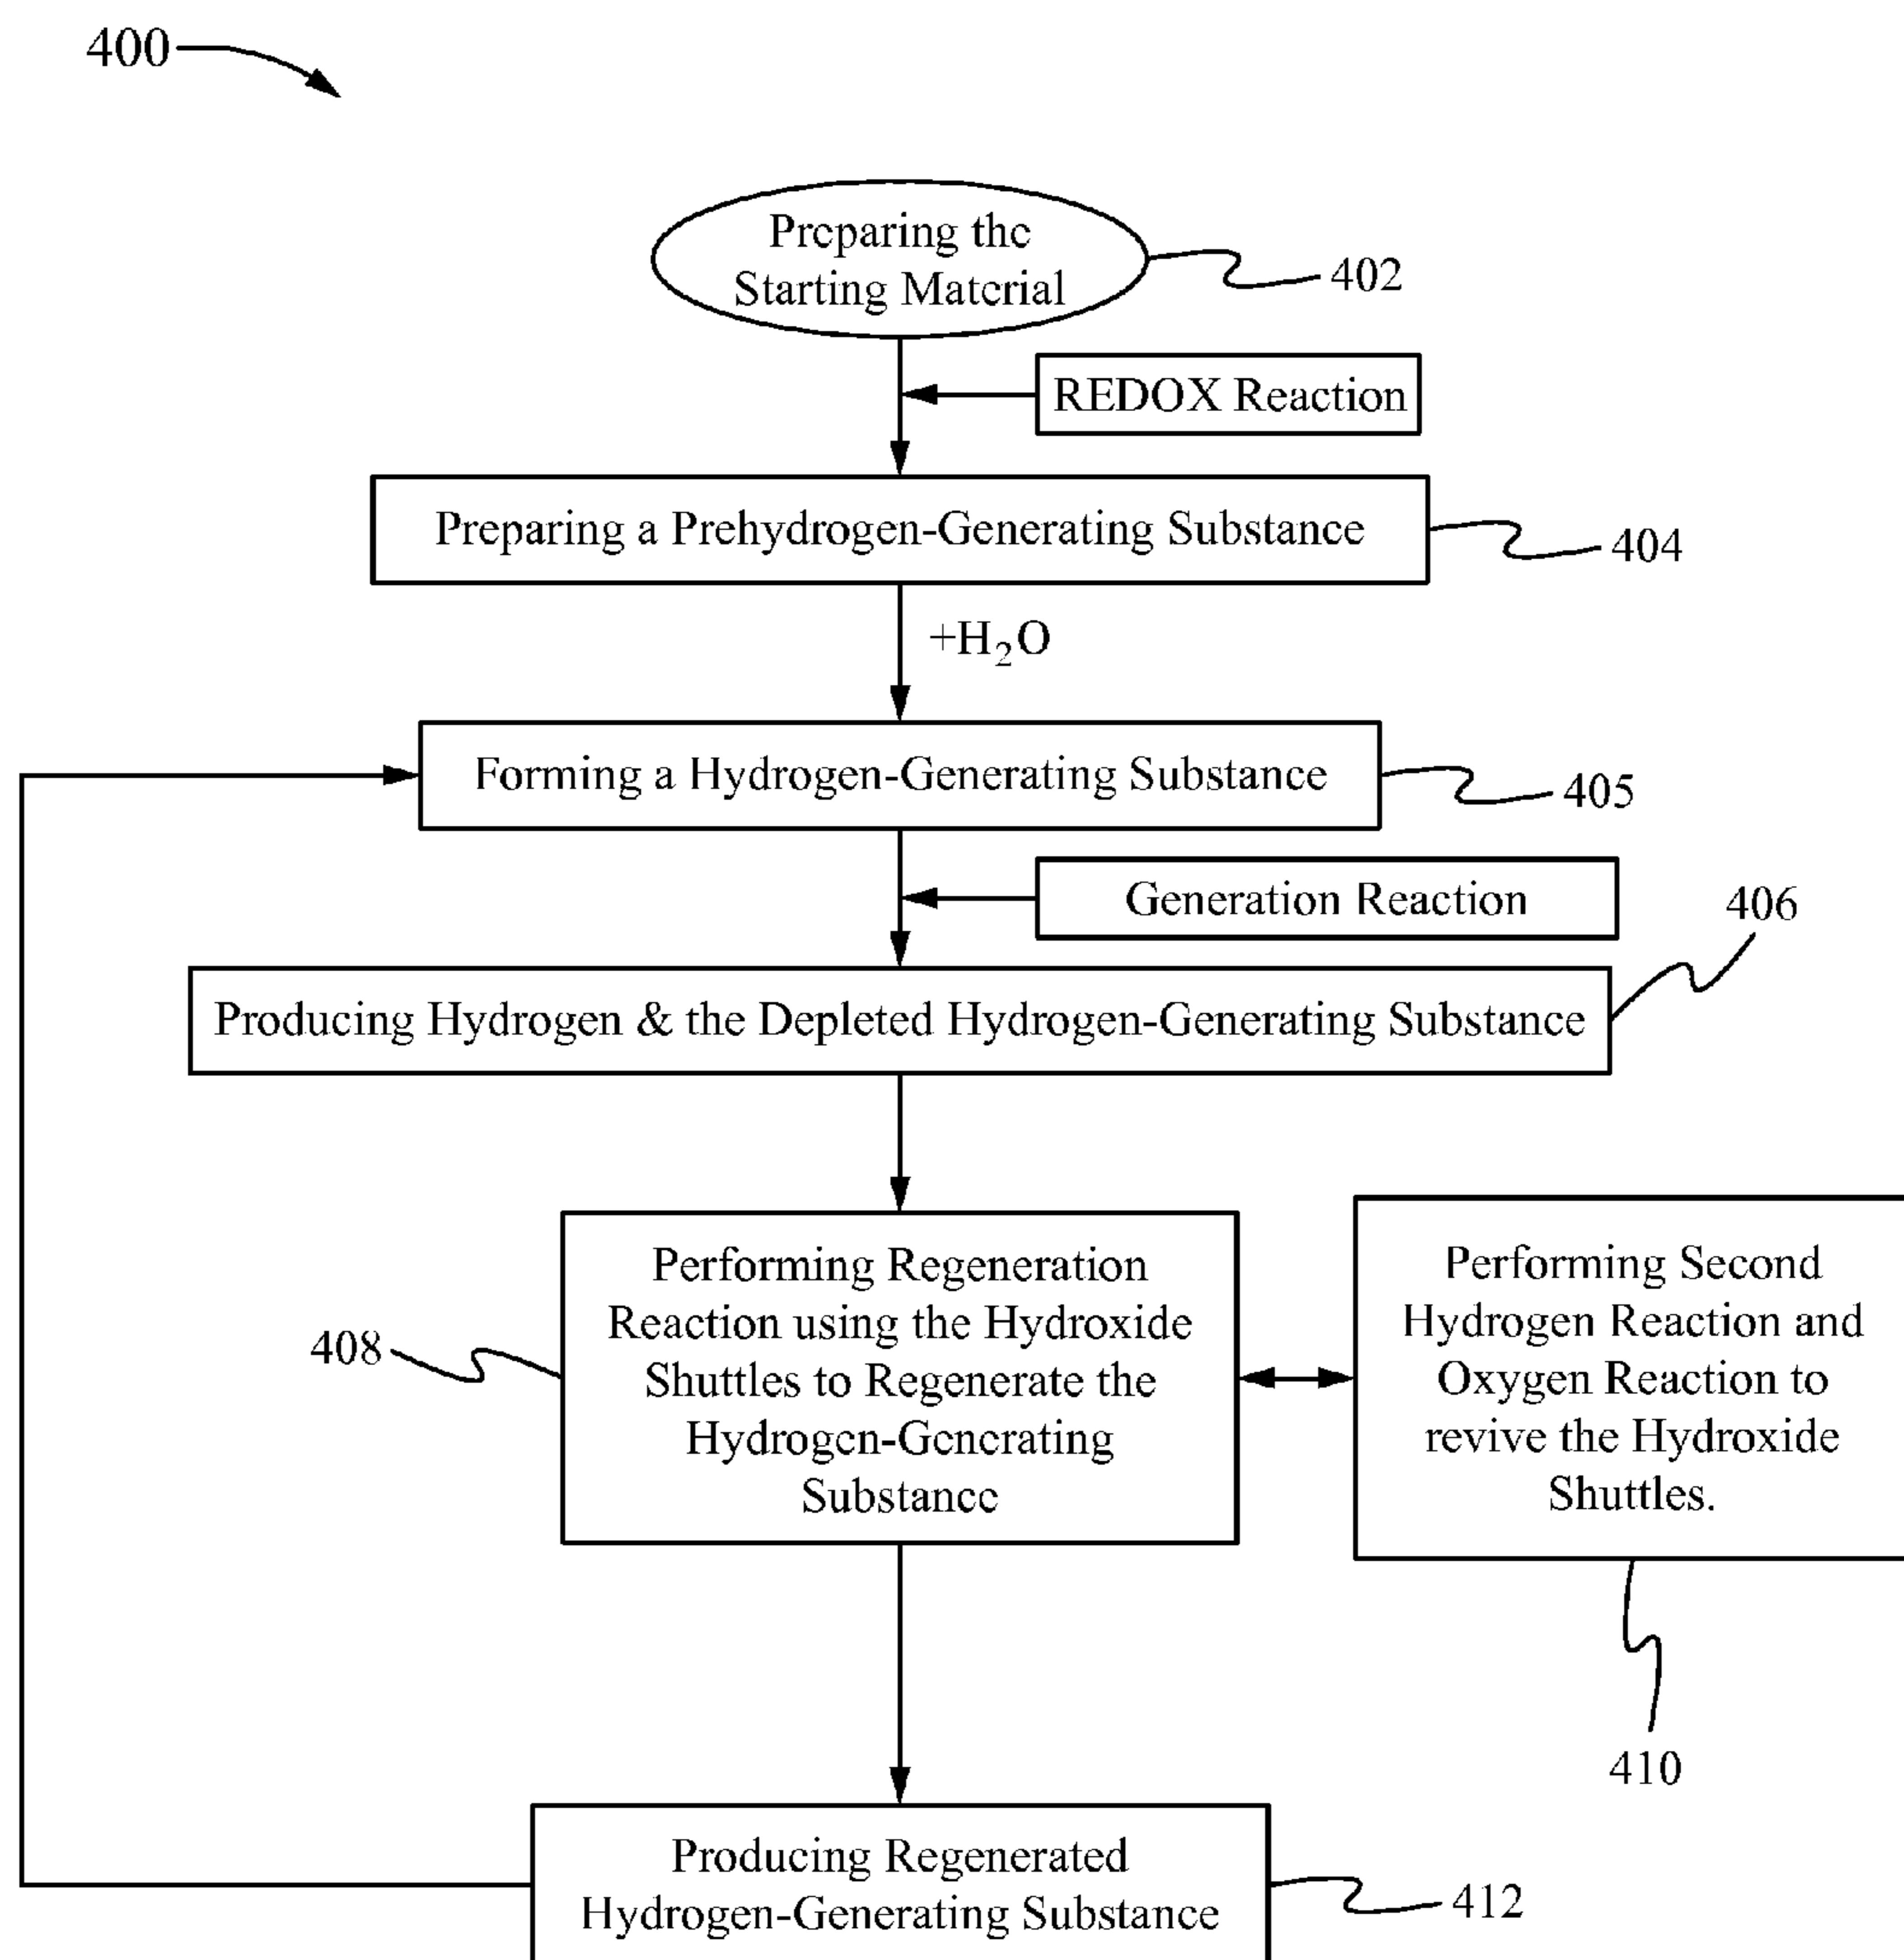 400
Preparing the
Starting Material
402
REDOX Reaction
Preparing a Prehydrogen-Generating Substance
404
+H₂O
Forming a Hydrogen-Generating Substance
405
Generation Reaction
406
Producing Hydrogen & the Depleted Hydrogen-Generating Substance
Performing Regeneration
Reaction using the Hydroxide
Shuttles to Regenerate the
Hydrogen-Generating
Substance
408
Performing Second
Hydrogen Reaction and
Oxygen Reaction to
revive the Hydroxide
Shuttles.
410
Producing Regenerated
Hydrogen-Generating Substance
412